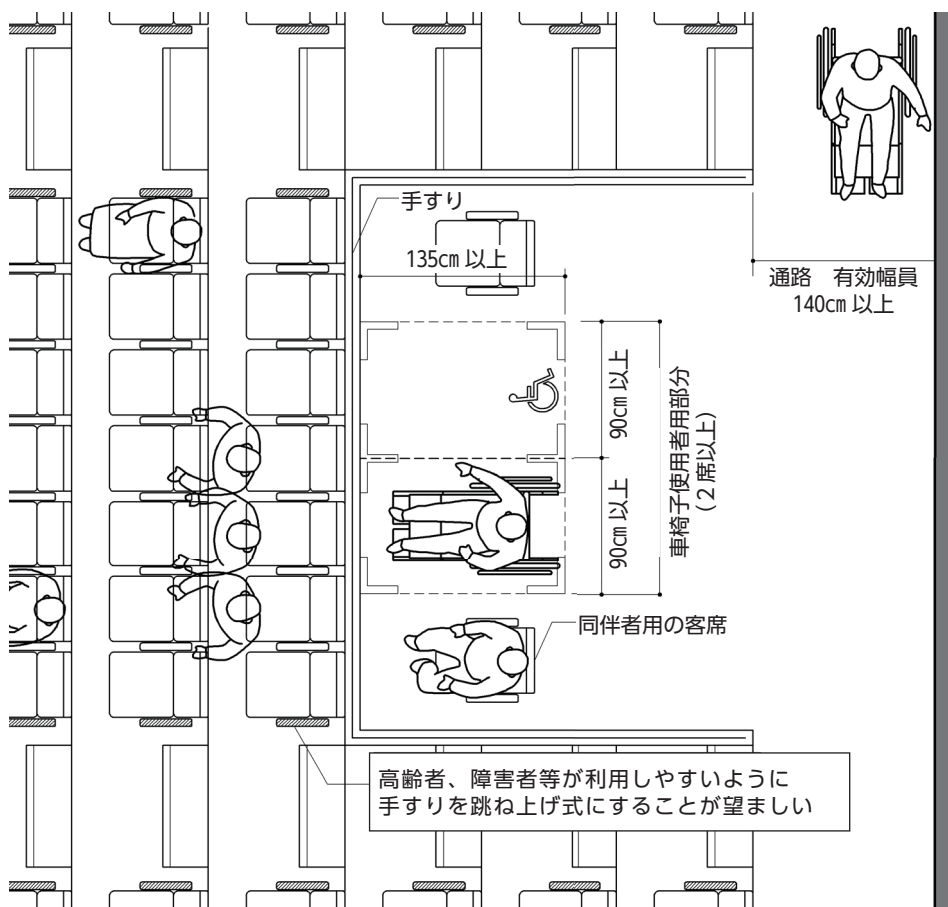 手すり
135cm 以上
通路　有効幅員
140cm 以上
90cm 以上
90cm 以上
車椅子使用者用部分
（２席以上）
同伴者用の客席
高齢者、障害者等が利用しやすいように
手すりを跳ね上げ式にすることが望ましい